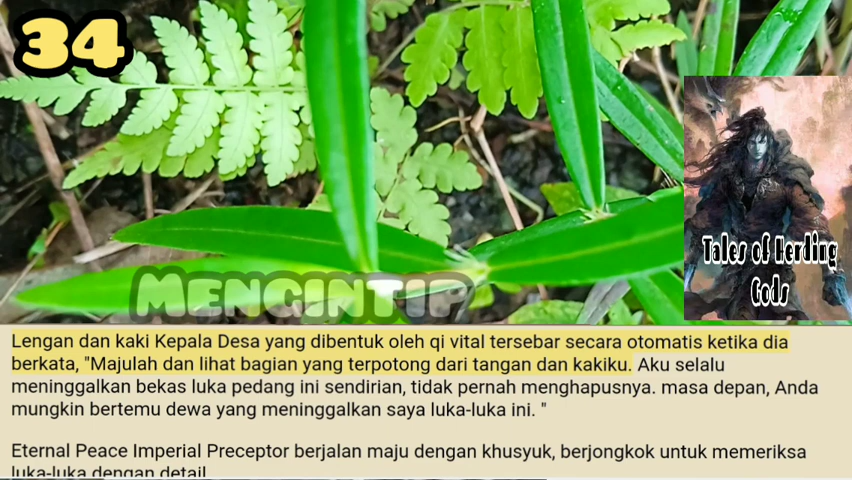 34
Tales of Herding
Gods
MENGINTIP
Lengan dan kaki Kepala Desa yang dibentuk oleh qi vital tersebar secara otomatis ketika dia
berkata, "Majulah dan lihat bagian yang terpotong dari tangan dan kakiku. Aku selalu
meninggalkan bekas luka pedang ini sendirian, tidak pernah menghapusnya. masa depan, Anda
mungkin bertemu dewa yang meninggalkan saya luka-luka ini. "
Eternal Peace Imperial Preceptor berjalan maju dengan khusyuk, berjongkok untuk memeriksa
luka-luka dengan detail